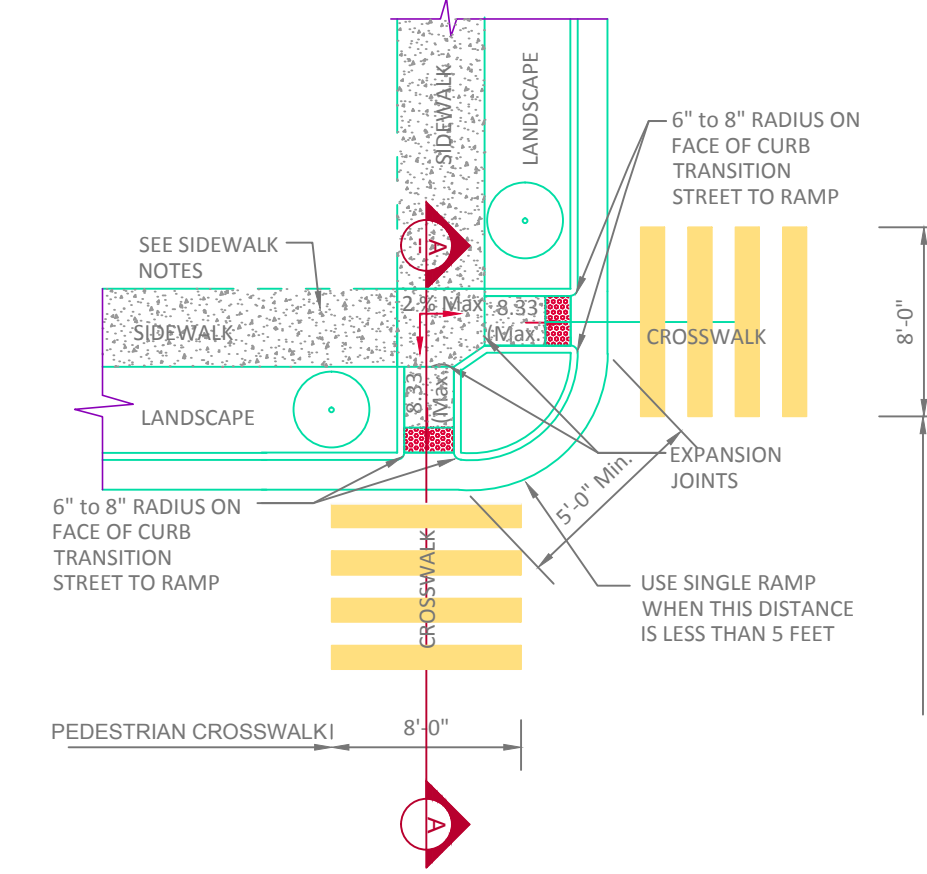 SIDEWALK
LANDSCAPE
6" to 8" RADIUS ON
FACE OF CURB
TRANSITION
STREET TO RAMP
A
SEE SIDEWALK
NOTES
2 % Max
8.33
(Max
SIDEWALK
CROSSWALK
8'-0"
8.33
(Max.)
LANDSCAPE
EXPANSION
JOINTS
5'-0" Min.
6" to 8" RADIUS ON
FACE OF CURB
TRANSITION
STREET TO RAMP
CROSSWALK
USE SINGLE RAMP
WHEN THIS DISTANCE
IS LESS THAN 5 FEET
PEDESTRIAN CROSSWALK
8'-0"
A